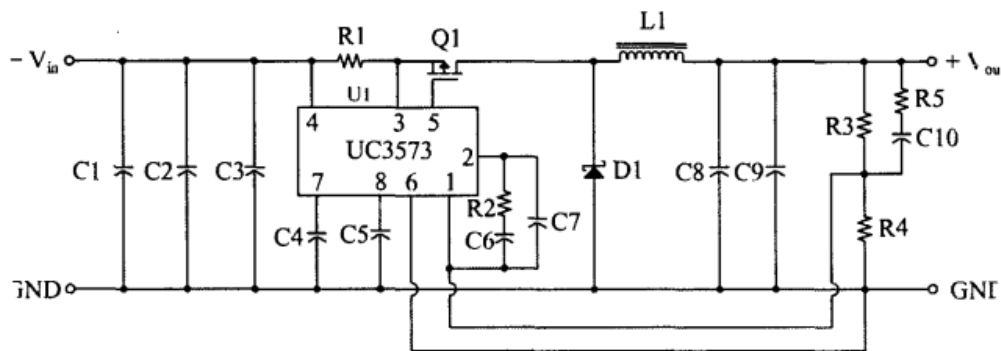 R1
Q1
L1
− V_in
+ V_ou
U1
4
3
5
R5
R3
C10
UC3573
2
C1
C2
C3
D1
C8
C9
7
8
6
1
R2
C7
R4
C4
C5
C6
GND
GND